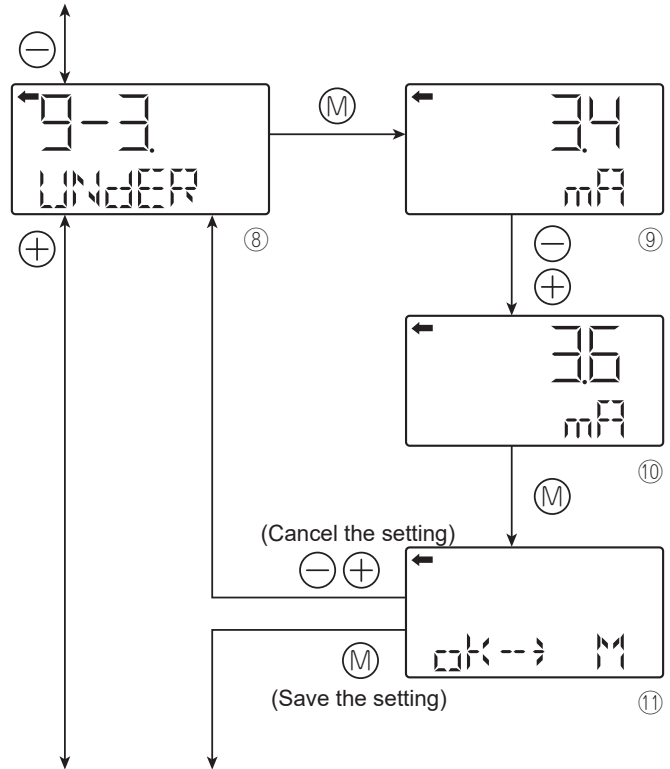 9-3.
UNdER
⑧
M
3.4
mA
⑨
3.6
mA
⑩
M
(Cancel the setting)
oK--→ M
M
(Save the setting)
⑪